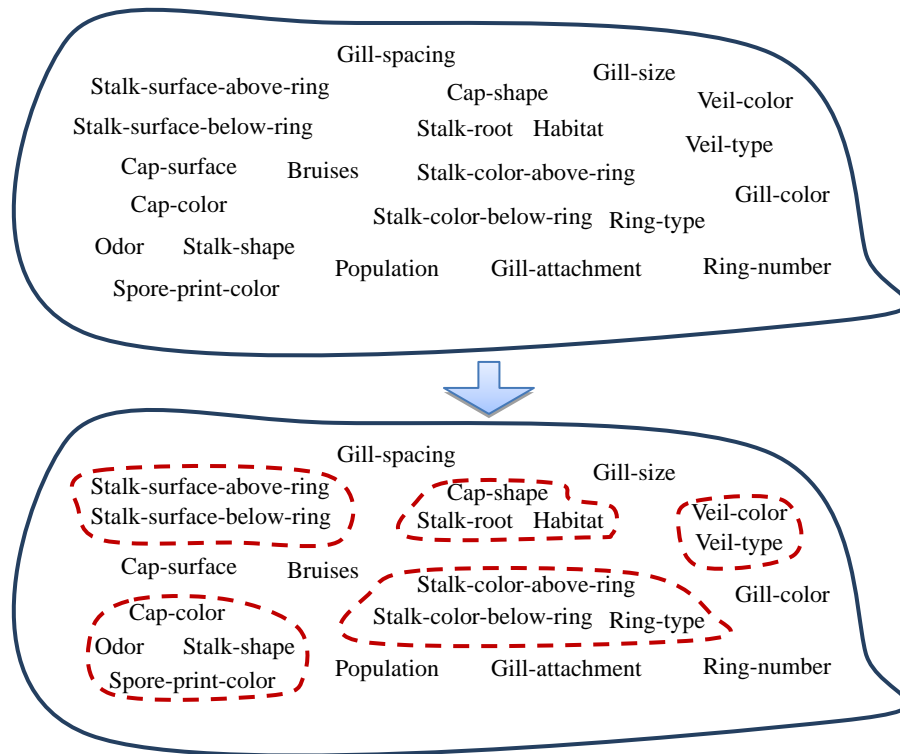 Gill-spacing
Gill-size
Stalk-surface-above-ring
Cap-shape
Veil-color
Stalk-surface-below-ring
Stalk-root Habitat
Veil-type
Cap-surface
Bruises
Stalk-color-above-ring
Gill-color
Cap-color
Stalk-color-below-ring
Ring-type
Odor
Stalk-shape
Population
Gill-attachment
Ring-number
Spore-print-color
Gill-spacing
Gill-size
Stalk-surface-above-ring
Stalk-surface-below-ring
Cap-shape
Stalk-root Habitat
Veil-color
Veil-type
Cap-surface
Bruises
Stalk-color-above-ring
Stalk-color-below-ring
Ring-type
Gill-color
Cap-color
Odor
Stalk-shape
Spore-print-color
Population
Gill-attachment
Ring-number